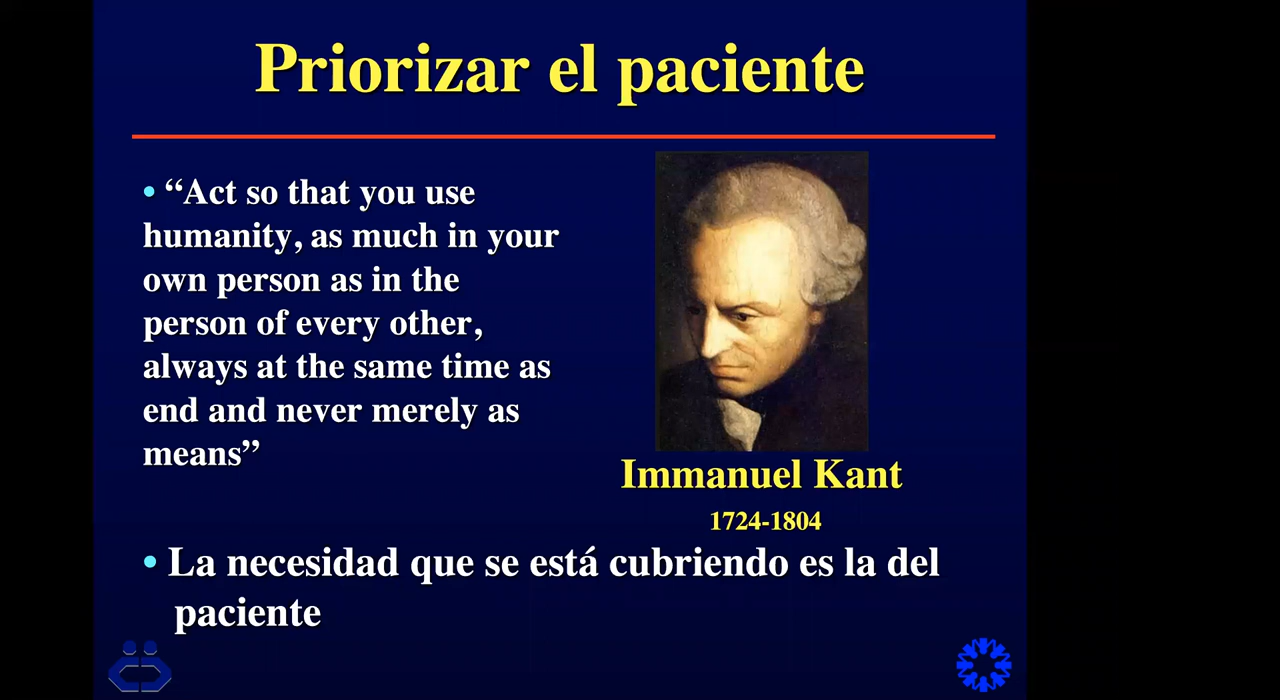 Priorizar el paciente
• “Act so that you use
humanity, as much in your
own person as in the
person of every other,
always at the same time as
end and never merely as
means”
Immanuel Kant
1724-1804
• La necesidad que se está cubriendo es la del
paciente